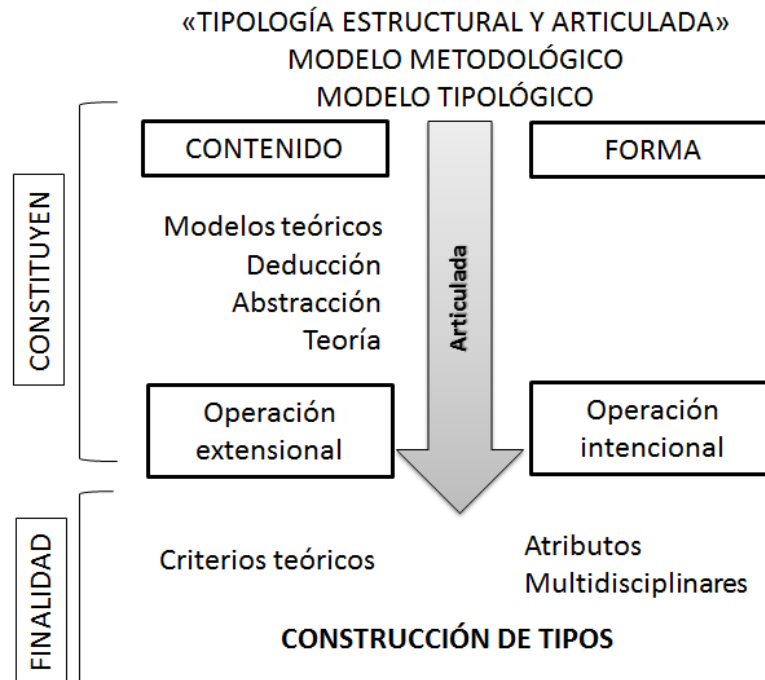 «TIPOLOGÍA ESTRUCTURAL Y ARTICULADA»
MODELO METODOLÓGICO
MODELO TIPOLÓGICO
CONSTITUYEN
CONTENIDO
FORMA
Modelos teóricos
Deducción
Abstracción
Teoría
Articulada
Operación
extensional
Operación
intencional
FINALIDAD
Criterios teóricos
Atributos
Multidisciplinares
CONSTRUCCIÓN DE TIPOS